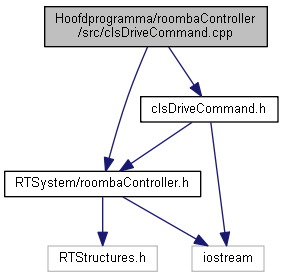 Hoofdprogramma/roombaController
/src/clsDriveCommand.cpp
clsDriveCommand.h
RTSystem/roombaController.h
RTStructures.h
iostream